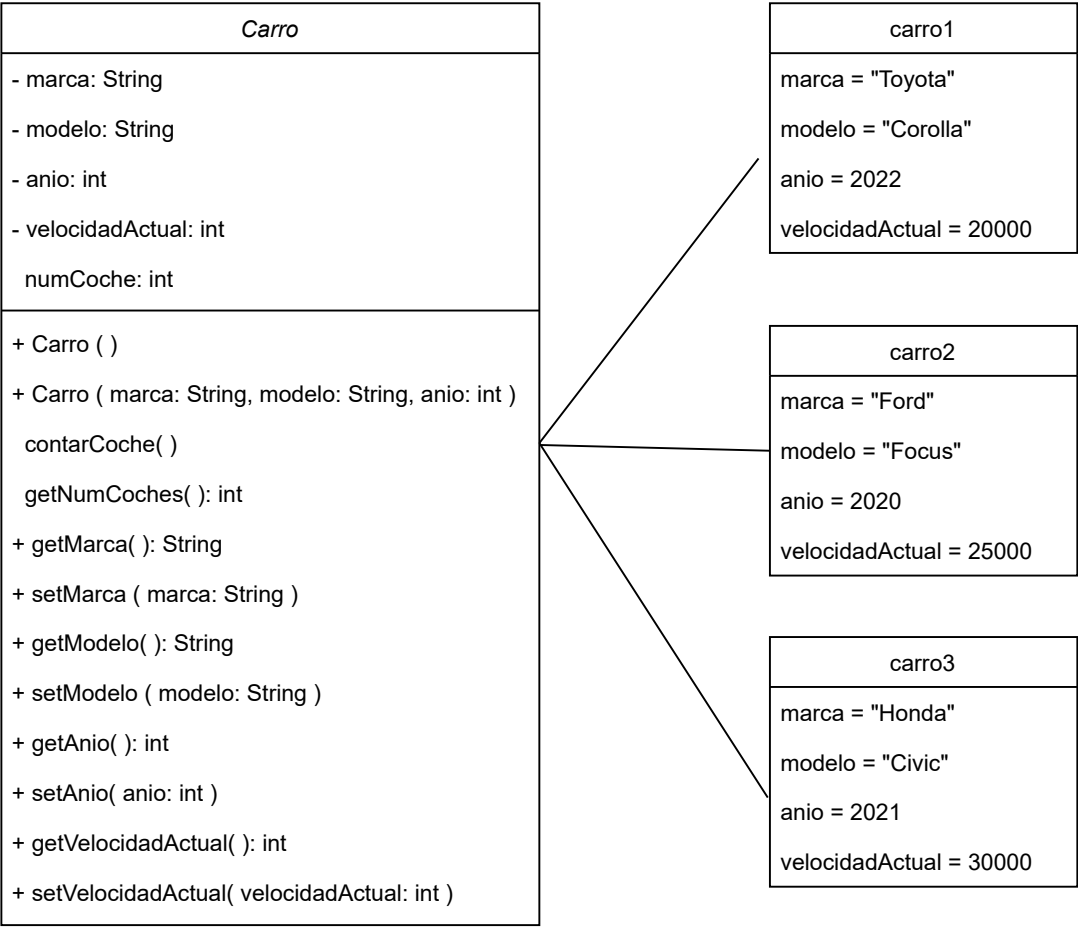 Carro
- marca: String
- modelo: String
- anio: int
- velocidadActual: int
numCoche: int
+ Carro ( )
+ Carro ( marca: String, modelo: String, anio: int )
contarCoche( )
getNumCoches( ): int
+ getMarca( ): String
+ setMarca ( marca: String )
+ getModelo( ): String
+ setModelo ( modelo: String )
+ getAnio( ): int
+ setAnio( anio: int )
+ getVelocidadActual( ): int
+ setVelocidadActual( velocidadActual: int )
carro1
marca = "Toyota"
modelo = "Corolla"
anio = 2022
velocidadActual = 20000
carro2
marca = "Ford"
modelo = "Focus"
anio = 2020
velocidadActual = 25000
carro3
marca = "Honda"
modelo = "Civic"
anio = 2021
velocidadActual = 30000